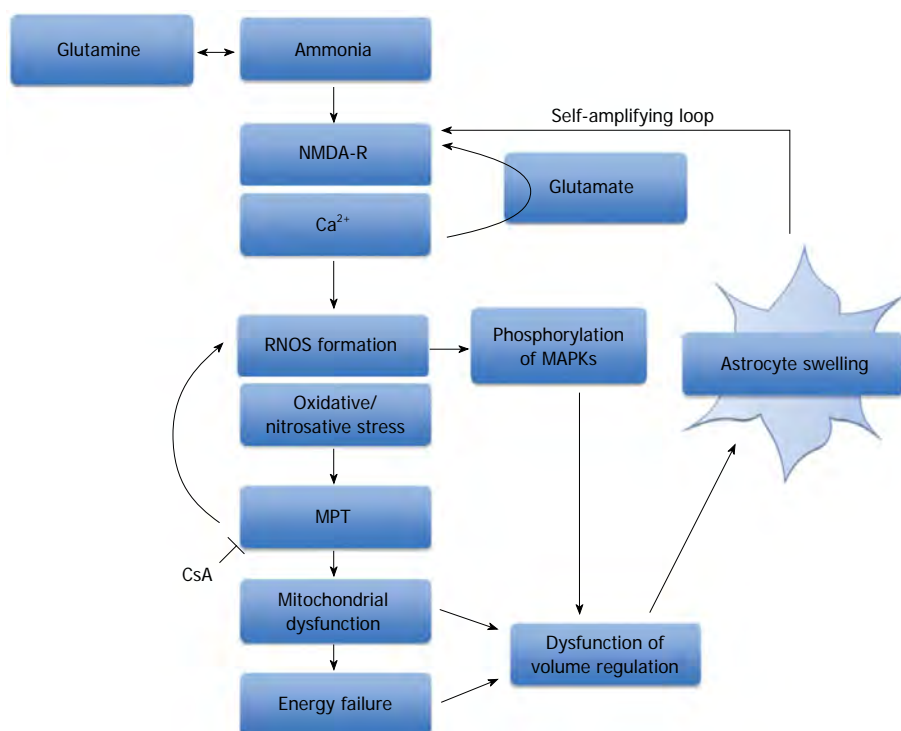 Glutamine
Ammonia
Self-amplifying loop
NMDA-R
Glutamate
Ca²⁺
RNOS formation
Phosphorylation
of MAPKs
Astrocyte swelling
Oxidative/
nitrosative stress
MPT
CsA
Mitochondrial
dysfunction
Dysfunction of
volume regulation
Energy failure